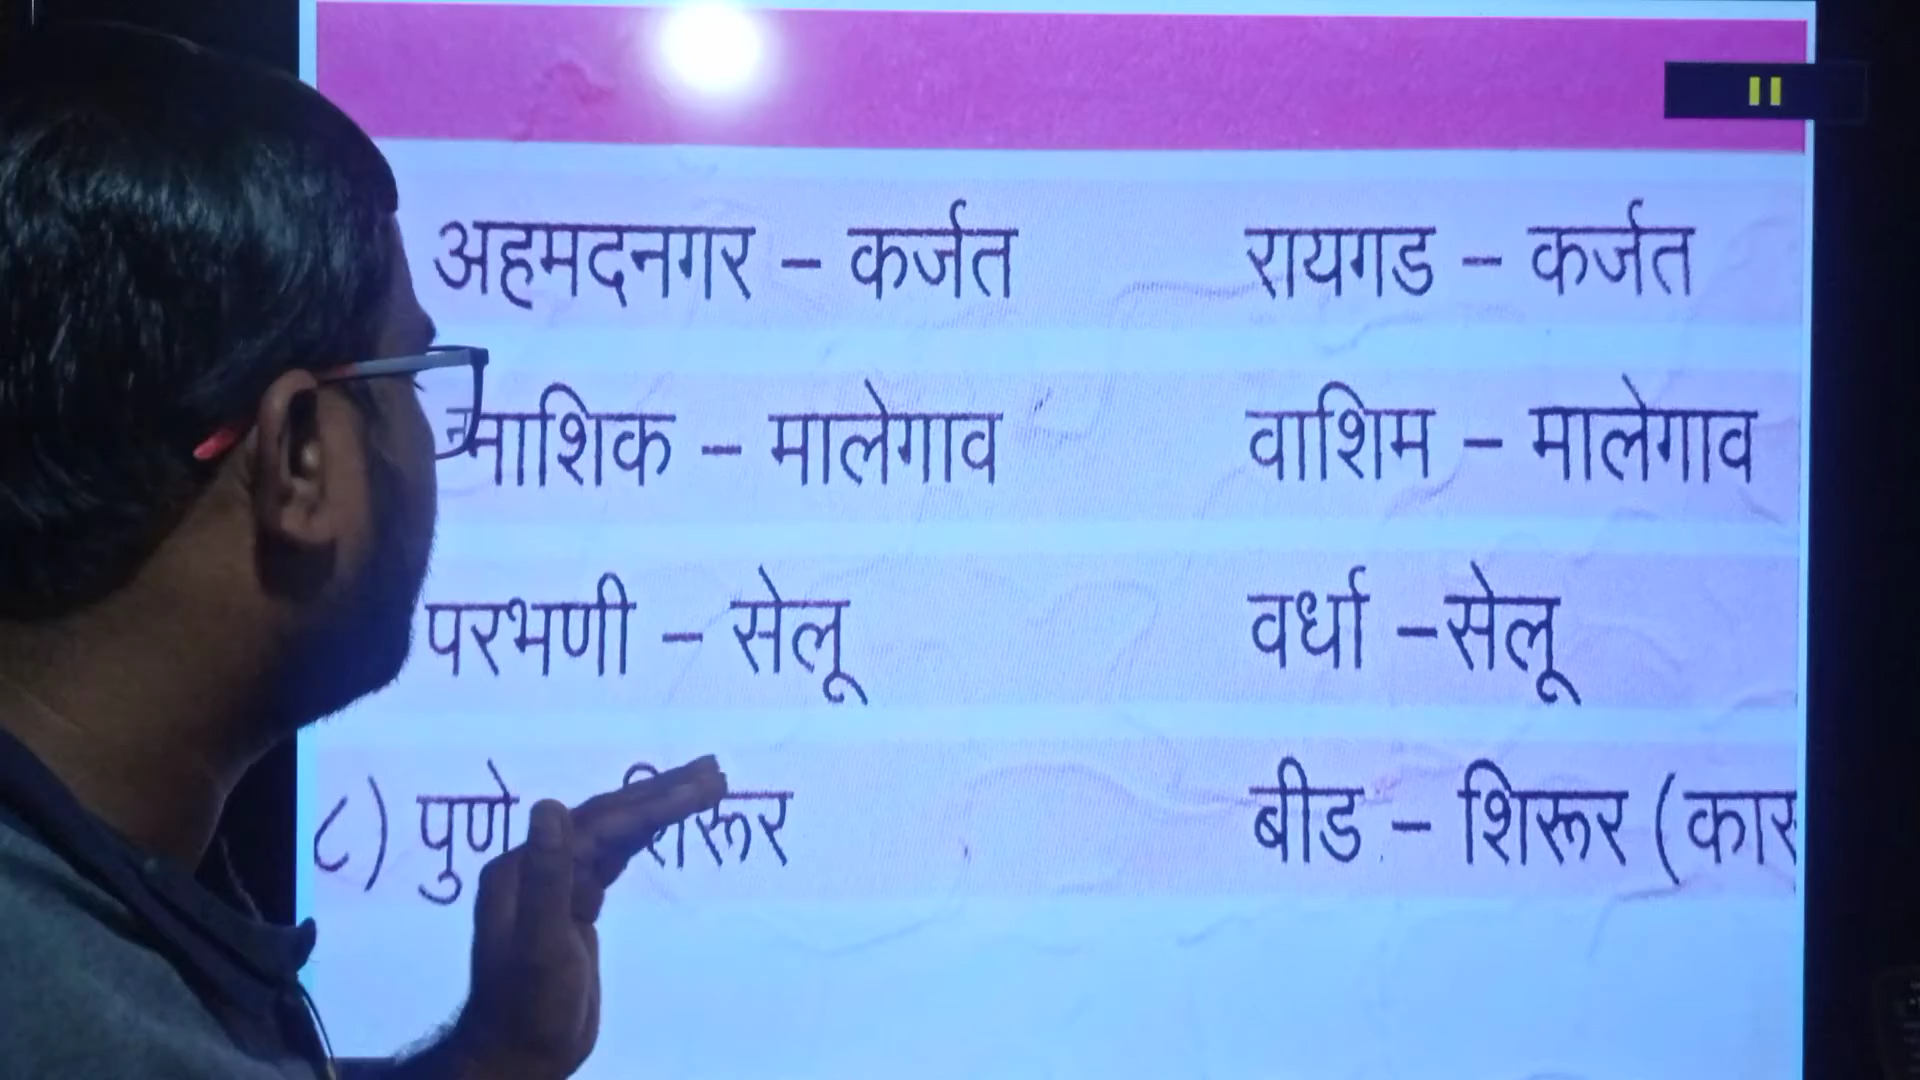 अहमदनगर – कर्जत रायगड – कर्जत
नाशिक – मालेगाव वाशिम – मालेगाव
परभणी – सेलू वर्धा –सेलू
८) पुणे शिरूर बीड – शिरूर (कार